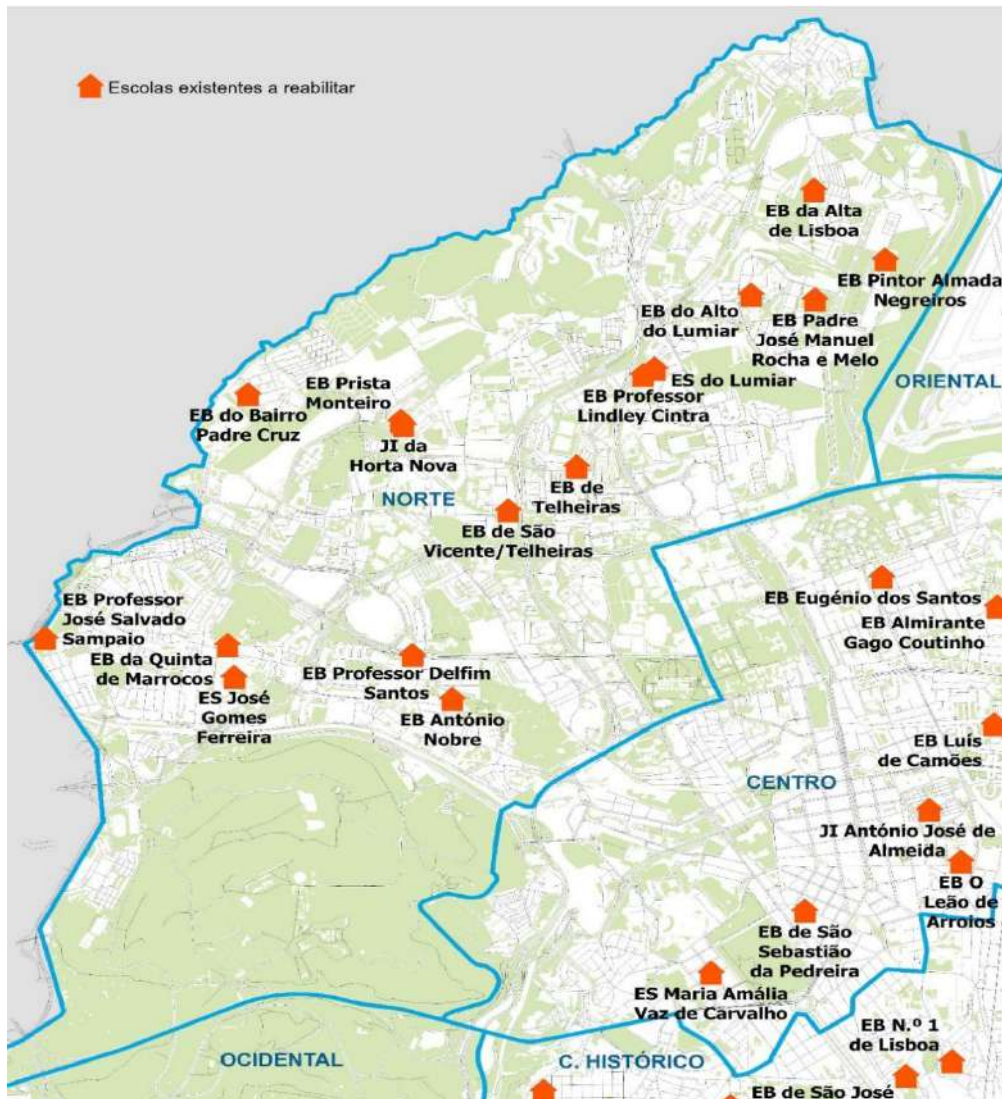 Escolas existentes a reabilitar
EB da Alta
de Lisboa
EB Pintor Almada
Negreiros
EB do Alto
do Lumiar
EB Padre
José Manuel
Rocha e Melo
ES do Lumiar
EB Professor
Lindley Cintra
ORIENTAL
EB Prista
Monteiro
EB do Bairro
Padre Cruz
JI da
Horta Nova
NORTE
EB de
Telheiras
EB de São
Vicente/Telheiras
EB Eugénio dos Santos
EB Almirante
Gago Coutinho
EB Professor
José Salvado
Sampaio
EB da Quinta
de Marrocos
ES José
Gomes
Ferreira
EB Professor Delfim
Santos
EB António
Nobre
EB Luís
de Camões
CENTRO
JI António José de
Almeida
EB O
Leão de
Arroios
EB de São
Sebastião
da Pedreira
ES Maria Amália
Vaz de Carvalho
EB N.º 1
de Lisboa
OCIDENTAL
C. HISTÓRICO
EB de São José